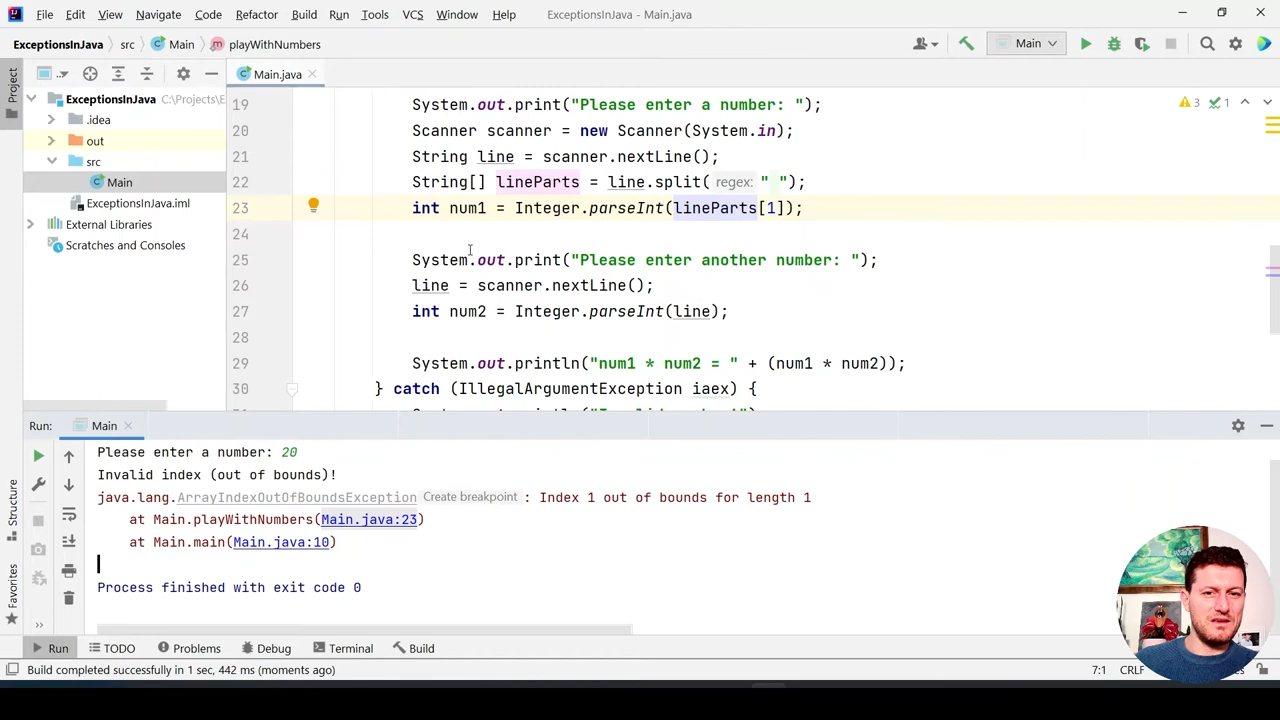 File Edit View Navigate Code Refactor Build Run Tools VCS Window Help ExceptionsInJava - Main.java
ExceptionsInJava src Main playWithNumbers Main
Project
Main.java
ExceptionsInJava C:\Projects\E
.idea
out
src
Main
ExceptionsInJava.iml
External Libraries
Scratches and Consoles
3 1
19 System.out.print("Please enter a number: ");
20 Scanner scanner = new Scanner(System.in);
21 String line = scanner.nextLine();
22 String[] lineParts = line.split( regex: " ");
23 int num1 = Integer.parseInt(lineParts[1]);
24
25 System.out.print("Please enter another number: ");
26 line = scanner.nextLine();
27 int num2 = Integer.parseInt(line);
28
29 System.out.println("num1 * num2 = " + (num1 * num2));
30 } catch (IllegalArgumentException iaex) {
Run: Main
Please enter a number: 20
Invalid index (out of bounds)!
java.lang.ArrayIndexOutOfBoundsException Create breakpoint : Index 1 out of bounds for length 1
at Main.playWithNumbers(Main.java:23)
at Main.main(Main.java:10)
Process finished with exit code 0
Structure
Favorites
Run TODO Problems Debug Terminal Build
Build completed successfully in 1 sec, 442 ms (moments ago) 7:1 CRLF